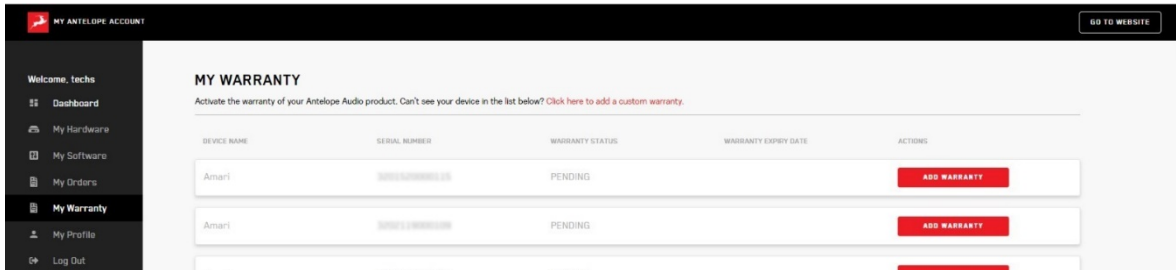 MY ANTELOPE ACCOUNT
GO TO WEBSITE
Welcome, techs
Dashboard
My Hardware
My Software
My Orders
My Warranty
My Profile
Log Out
MY WARRANTY
Activate the warranty of your Antelope Audio product. Can't see your device in the list below? Click here to add a custom warranty.
DEVICE NAME SERIAL NUMBER WARRANTY STATUS WARRANTY EXPIRY DATE ACTIONS
Amari PENDING ADD WARRANTY
Amari PENDING ADD WARRANTY